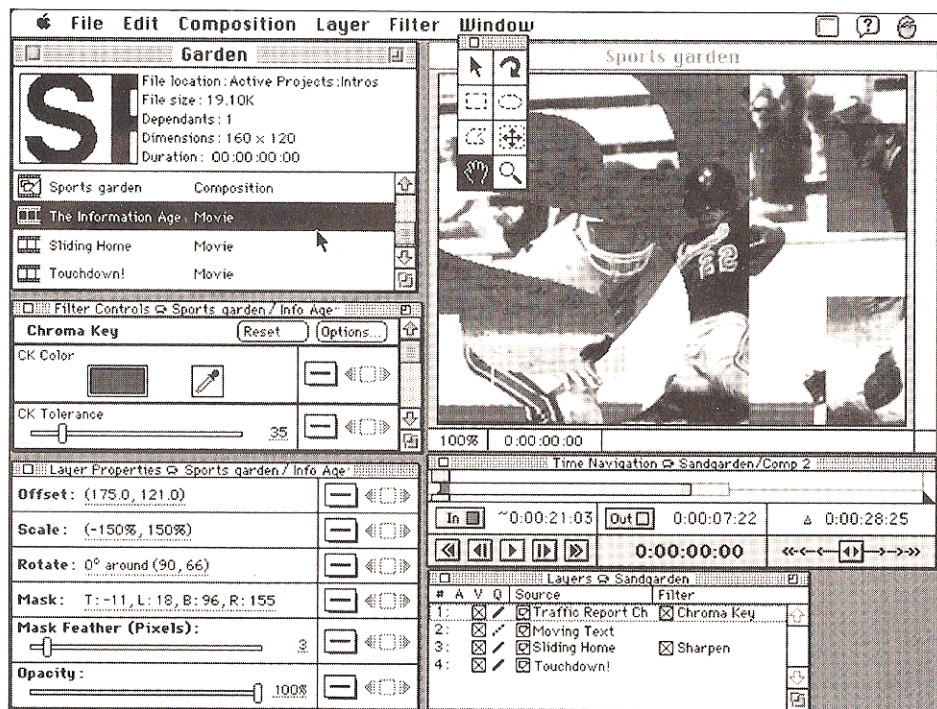 File Edit Composition Layer Filter Window
Garden
SP
File location: Active Projects:Intros
File size: 19.10K
Dependants: 1
Dimensions: 160 × 120
Duration: 00:00:00:00
Sports garden Composition
The Information Age Movie
Sliding Home Movie
Touchdown! Movie
Filter Controls Sports garden/Info Age
Chroma Key Reset Options...
CK Color
CK Tolerance
35
Layer Properties Sports garden/Info Age
Offset: (175.0, 121.0)
Scale: (-150%, 150%)
Rotate: 0° around (90, 66)
Mask: T:-11, L:18, B:96, R:155
Mask Feather (Pixels):
3
Opacity:
100%
Sports garden
22
100% 0:00:00:00
Time Navigation Sandgarden/Comp 2
In ~0:00:21:03 Out 0:00:07:22 Δ 0:00:28:25
0:00:00:00
Layers Sandgarden
# A V Q Source Filter
1: Traffic Report Ch Chroma Key
2: Moving Text
3: Sliding Home Sharpen
4: Touchdown!